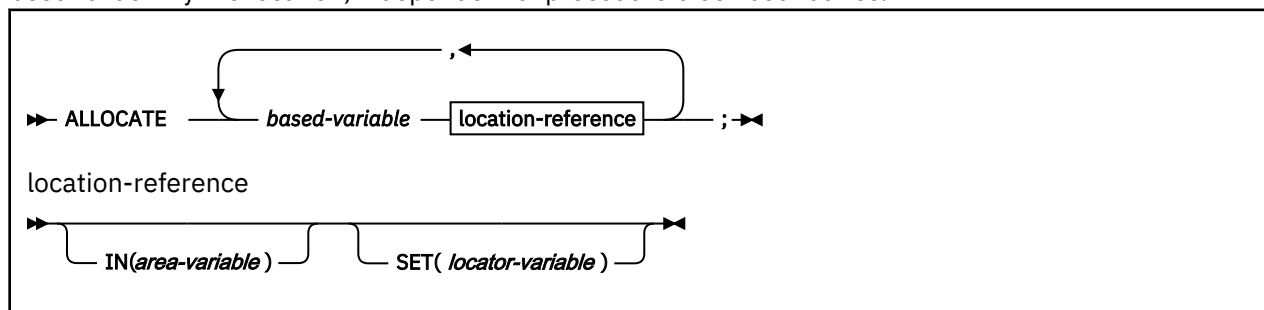 ,
ALLOCATE based-variable location-reference ;
location-reference
IN(area-variable ) SET( locator-variable )